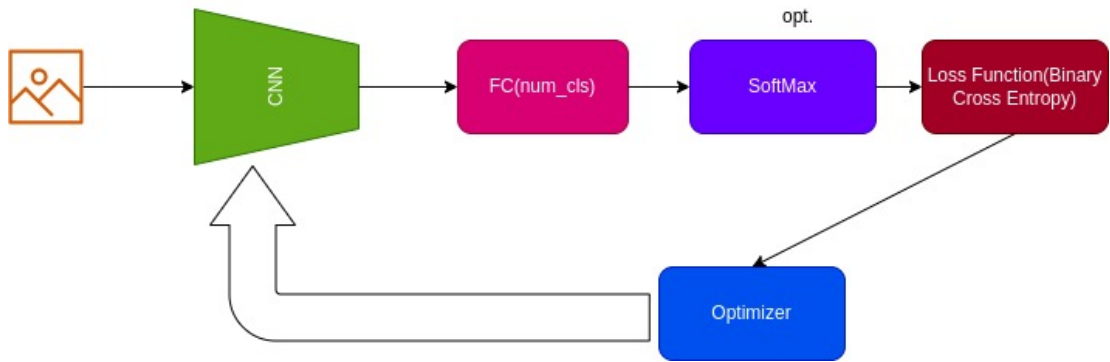 opt.
CNN
FC(num_cls)
SoftMax
Loss Function(Binary
Cross Entropy)
Optimizer